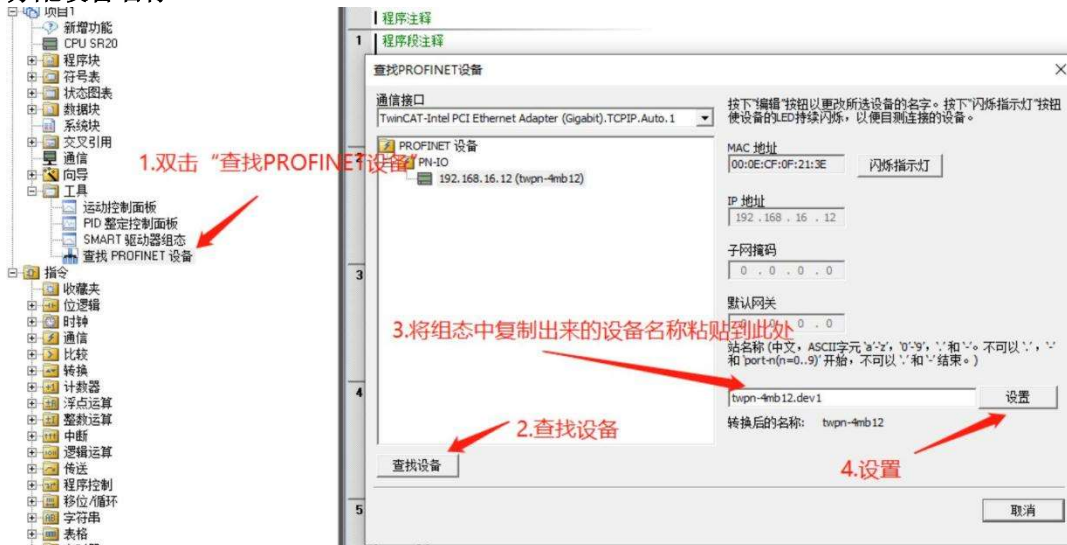 项目1
新增功能
CPU SR20
程序块
符号表
状态图表
数据块
系统块
交叉引用
通信
向导
工具
运动控制面板
PID 整定控制面板
SMART 驱动器组态
查找 PROFINET 设备
指令
收藏夹
位逻辑
时钟
通信
比较
转换
计数器
浮点运算
整数运算
中断
逻辑运算
传送
程序控制
移位/循环
字符串
表格
1.双击“查找PROFINET设备”
程序注释
1
程序段注释
3
4
5
查找PROFINET设备
通信接口
TwinCAT-Intel PCI Ethernet Adapter (Gigabit).TCPIP.Auto.1
PROFINET 设备
PN-IO
192.168.16.12 (twpn-4mb12)
按下"编辑"按钮以更改所选设备的名字。按下"闪烁指示灯"按钮
使设备的LED持续闪烁，以便目测连接的设备。
MAC 地址
00:0E:CF:0F:21:3E
闪烁指示灯
IP 地址
192 . 168 . 16 . 12
子网掩码
0 . 0 . 0 . 0
默认网关
0 . 0
3.将组态中复制出来的设备名称粘贴到此处
站名称 (中文，ASCII字元 'a'-'z'，'0'-'9'，'.'和'-'。不可以'.'，'-'
和 'port-n(n=0..9)' 开始，不可以'.'和'-'结束。)
twpn-4mb12.dev1
设置
转换后的名称: twpn-4mb12
2.查找设备
查找设备
4.设置
取消